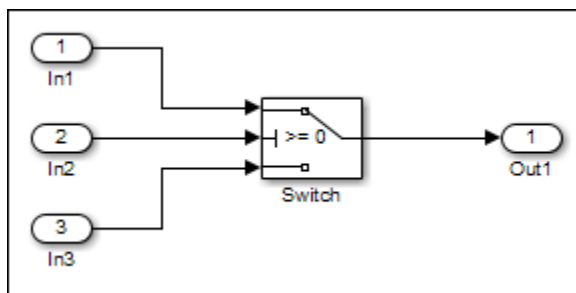 1
In1
2
In2
3
In3
>= 0
Switch
1
Out1